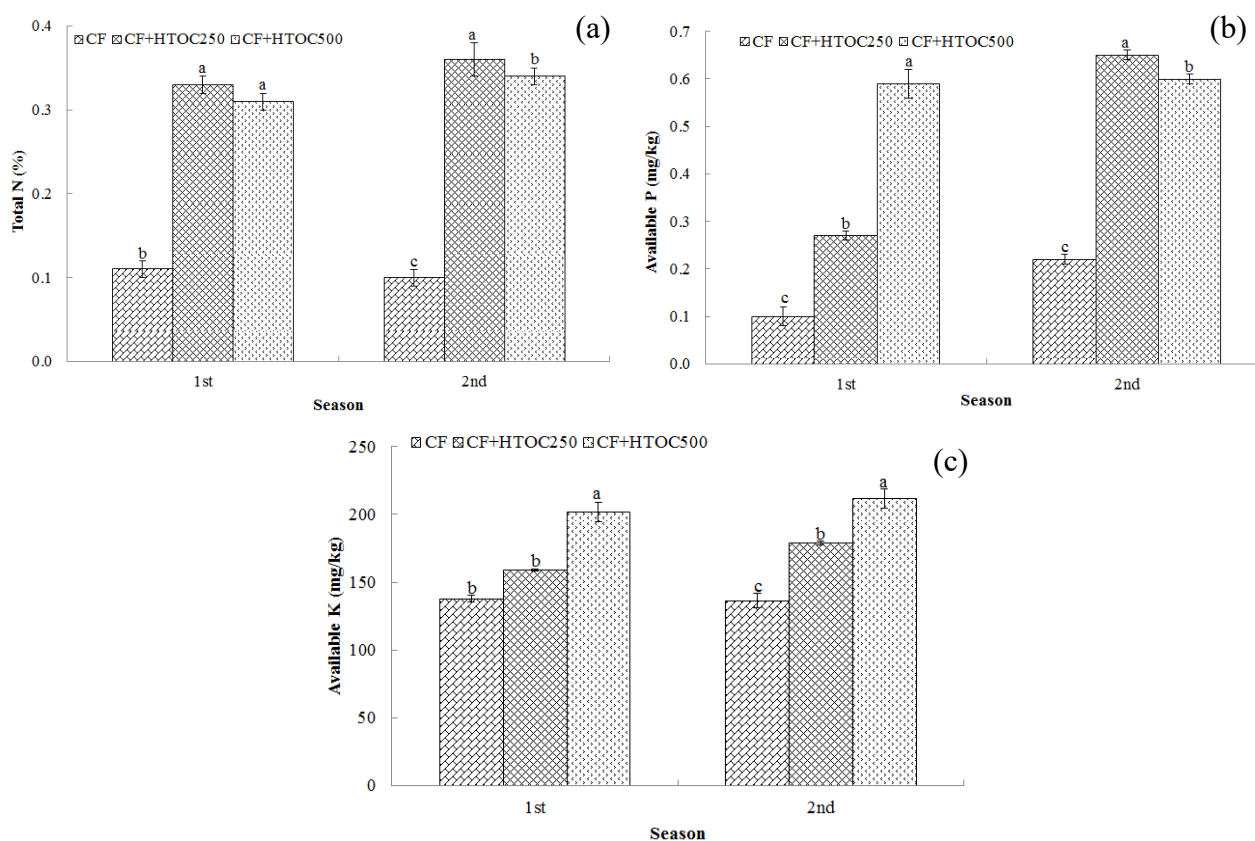 (a)
CF CF+HTOC250 CF+HTOC500
Total N (%)
0.4
0.3
0.2
0.1
0.0
b
a
a
c
a
b
1st 2nd
Season
(b)
CF CF+HTOC250 CF+HTOC500
Available P (mg/kg)
0.7
0.6
0.5
0.4
0.3
0.2
0.1
0.0
c
b
a
c
a
b
1st 2nd
Season
(c)
CF CF+HTOC250 CF+HTOC500
Available K (mg/kg)
250
200
150
100
50
0
b
b
a
c
b
a
1st 2nd
Season